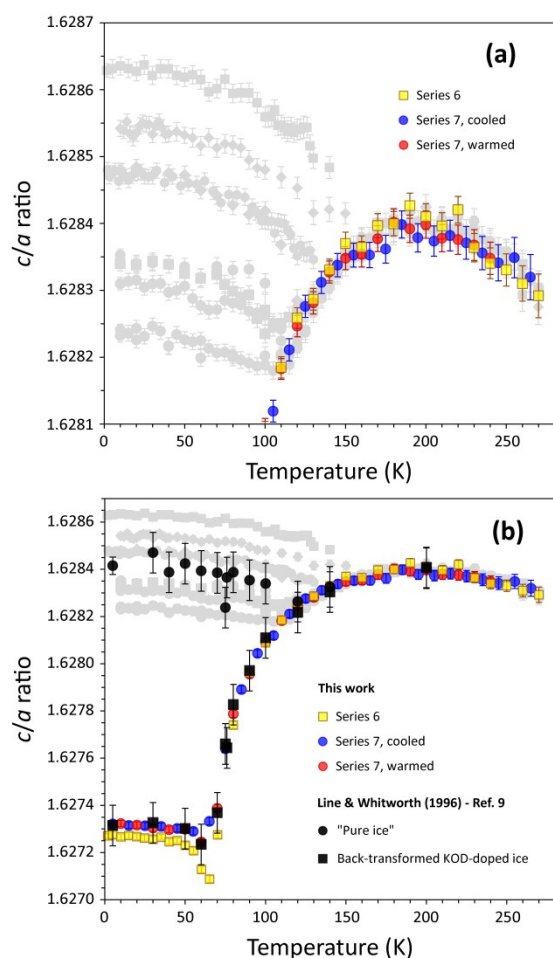 1.6287
1.6286
1.6285
1.6284
1.6283
1.6282
1.6281
c/a ratio
(a)
Series 6
Series 7, cooled
Series 7, warmed
0 50 100 150 200 250
Temperature (K)
1.6286
1.6284
1.6282
1.6280
1.6278
1.6276
1.6274
1.6272
1.6270
c/a ratio
(b)
This work
Series 6
Series 7, cooled
Series 7, warmed
Line & Whitworth (1996) - Ref. 9
"Pure ice"
Back-transformed KOD-doped ice
0 50 100 150 200 250
Temperature (K)